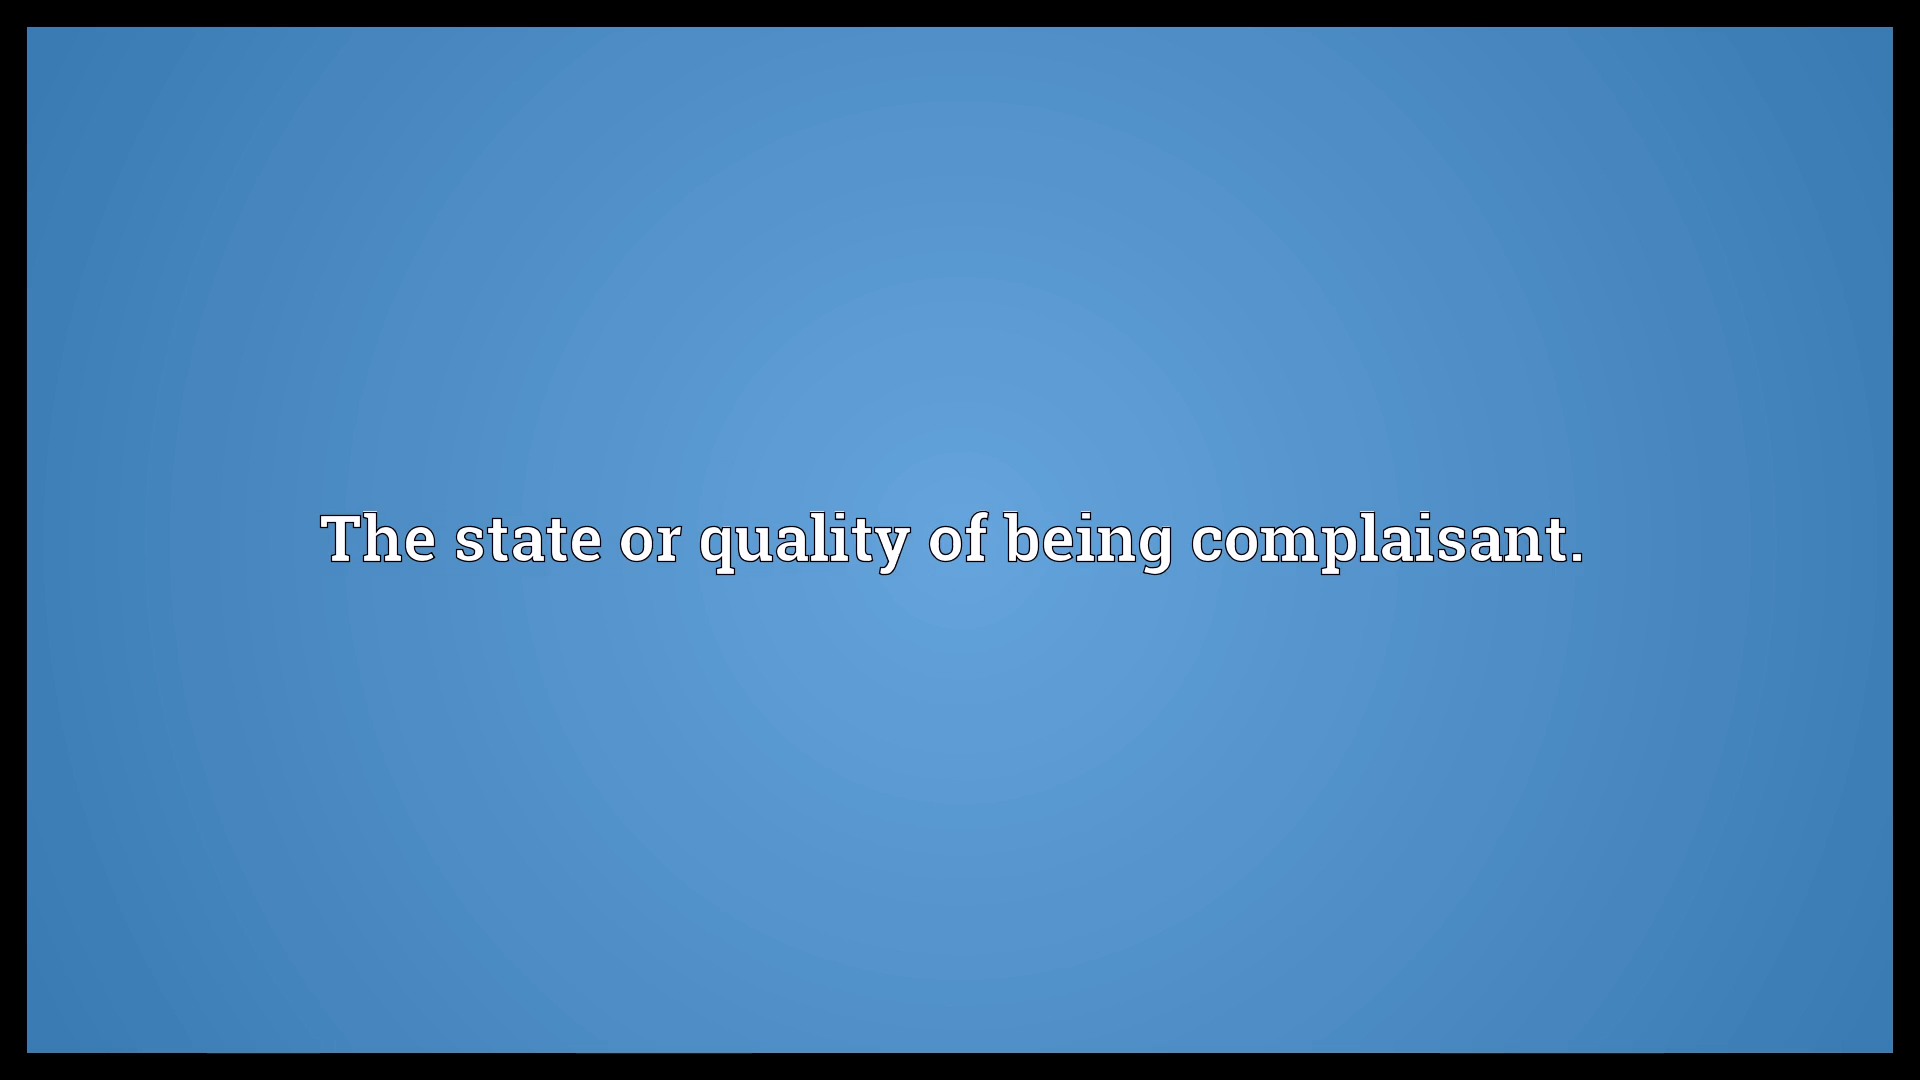 The state or quality of being complaisant.